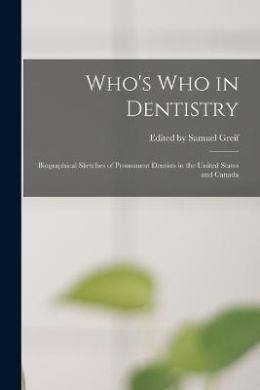 Who's Who in
Dentistry
Edited by Samuel Greif
Biographical Sketches of Prominent Dentists in the United States
and Canada